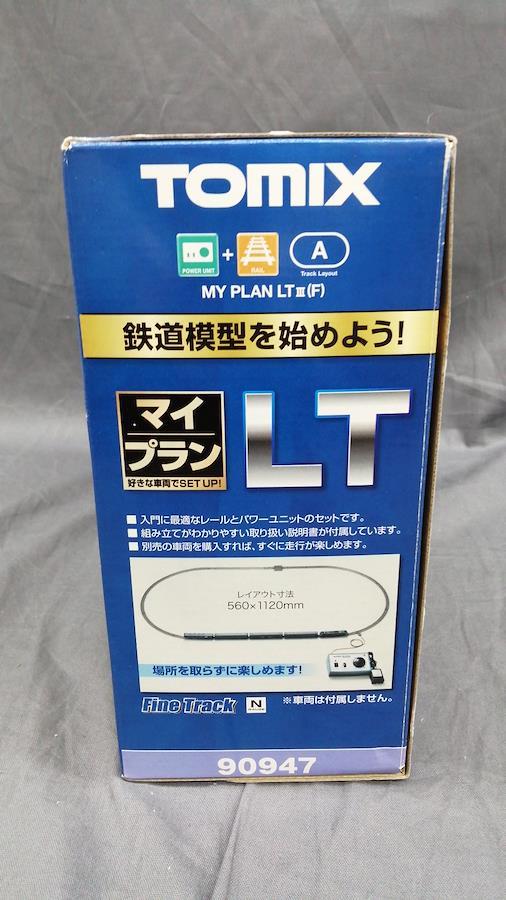 TOMIX
POWER UNIT + RAIL A Track Layout
MY PLAN LTⅢ(F)
鉄道模型を始めよう!
マイ
プラン
好きな車両でSET UP!
LT
■入門に最適なレールとパワーユニットのセットです。
■組み立てがわかりやすい取り扱い説明書が付属しています。
■別売の車両を購入すれば、すぐに走行が楽しめます。
レイアウト寸法
560×1120mm
場所を取らずに楽しめます!
Fine Track N
※車両は付属しません。
90947